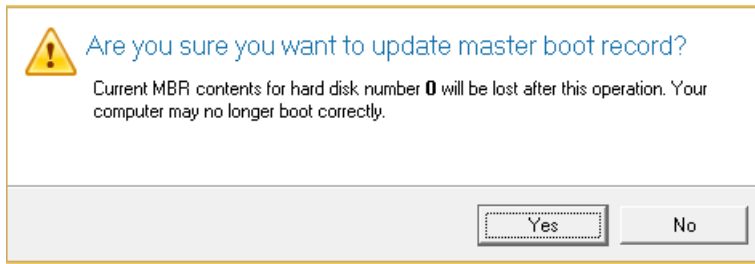 Are you sure you want to update master boot record?
Current MBR contents for hard disk number 0 will be lost after this operation. Your
computer may no longer boot correctly.
Yes
No